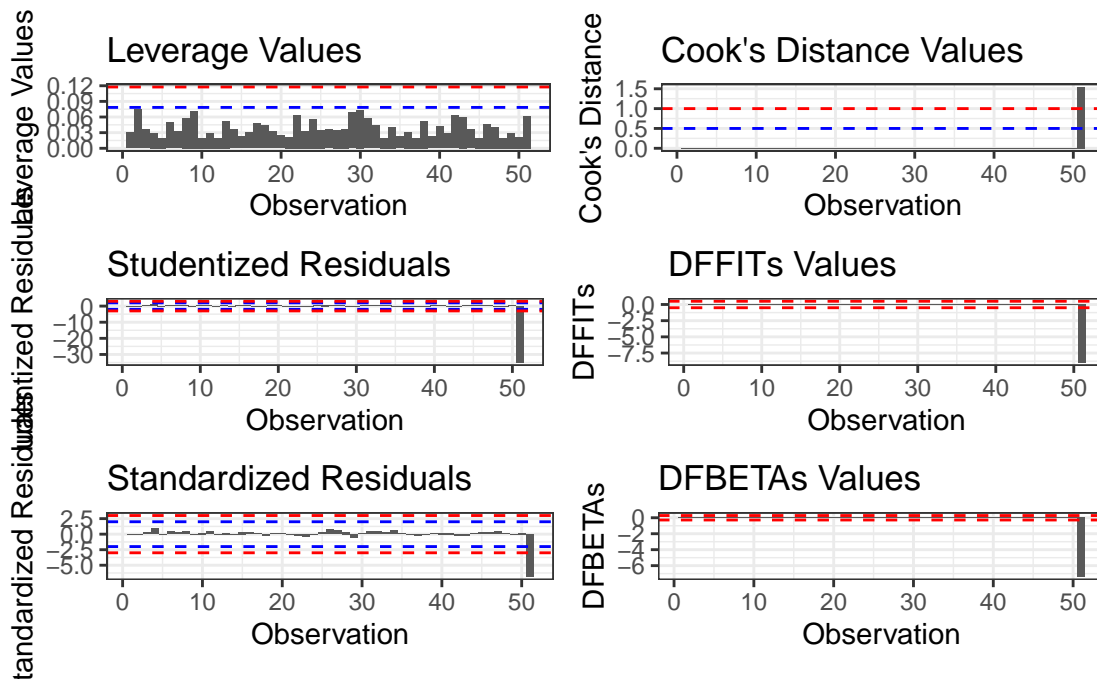 Leverage Values
Leverage Values
0.12
0.09
0.06
0.03
0.00
0 10 20 30 40 50
Observation
Cook's Distance Values
Cook's Distance
1.5
1.0
0.5
0.0
0 10 20 30 40 50
Observation
Studentized Residuals
udentized Residuals
0
−10
−20
−30
0 10 20 30 40 50
Observation
DFFITs Values
DFFITs
0.0
−2.5
−5.0
−7.5
0 10 20 30 40 50
Observation
Standardized Residuals
tandardized Residuals
2.5
0.0
−2.5
−5.0
0 10 20 30 40 50
Observation
DFBETAs Values
DFBETAs
0
−2
−4
−6
0 10 20 30 40 50
Observation